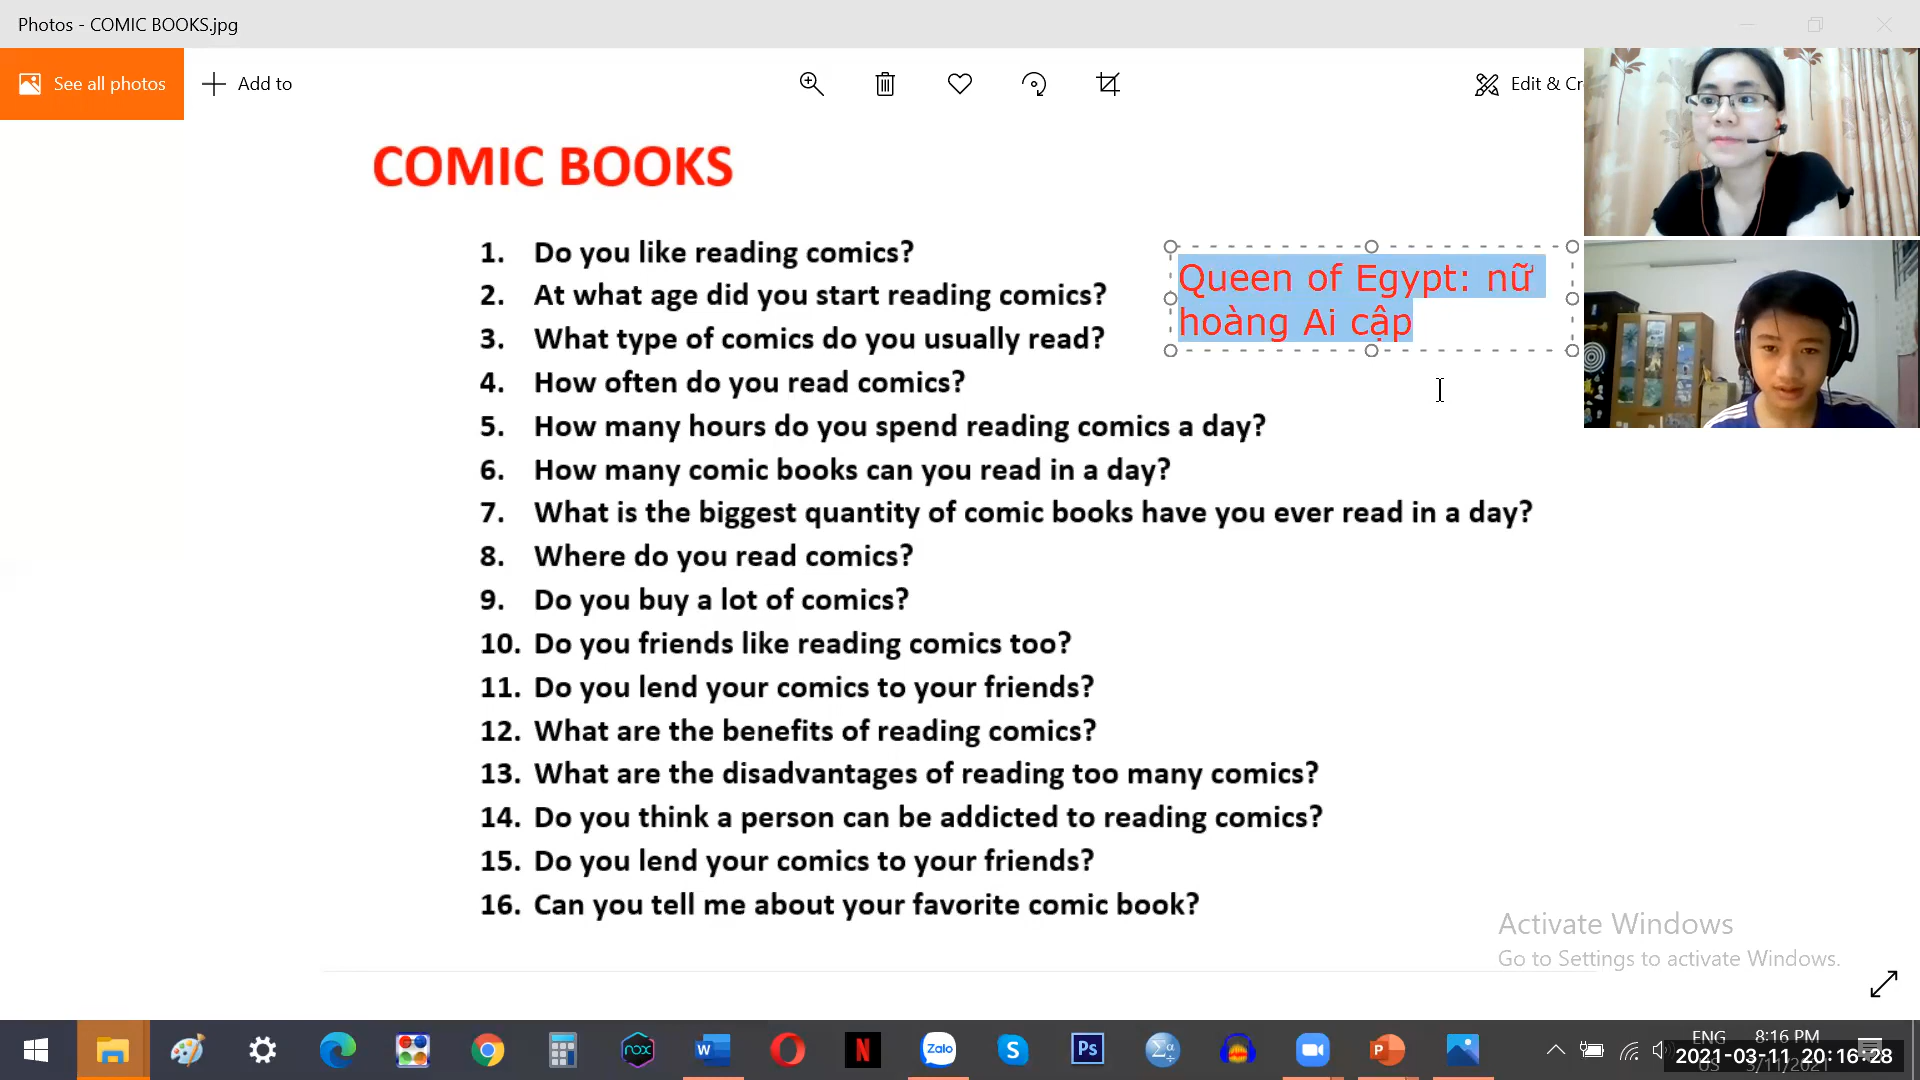 Photos - COMIC BOOKS.jpg
See all photos
Add to
Edit & Cr
COMIC BOOKS
1. Do you like reading comics?
2. At what age did you start reading comics?
3. What type of comics do you usually read?
4. How often do you read comics?
5. How many hours do you spend reading comics a day?
6. How many comic books can you read in a day?
7. What is the biggest quantity of comic books have you ever read in a day?
8. Where do you read comics?
9. Do you buy a lot of comics?
10. Do you friends like reading comics too?
11. Do you lend your comics to your friends?
12. What are the benefits of reading comics?
13. What are the disadvantages of reading too many comics?
14. Do you think a person can be addicted to reading comics?
15. Do you lend your comics to your friends?
16. Can you tell me about your favorite comic book?
Queen of Egypt: nữ
hoàng Ai cập
Activate Windows
Go to Settings to activate Windows.
nox
W
N
Zalo
S
Ps
Σα
P
ENG
8:16 PM
2021-03-11 20:16:28